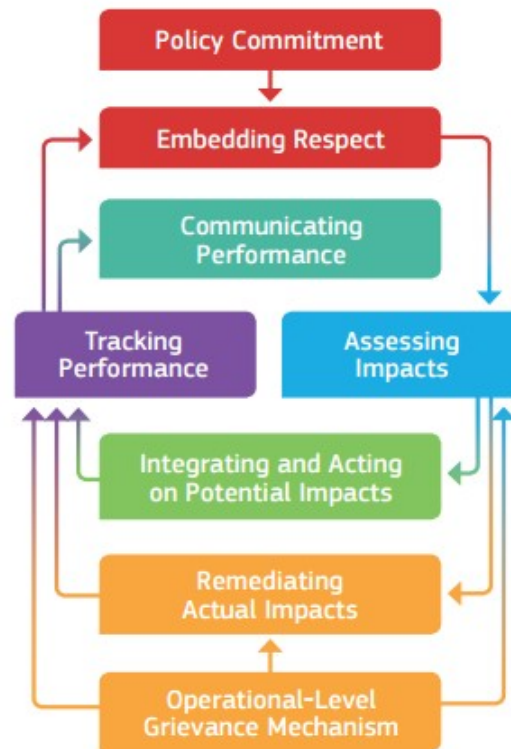 Policy Commitment
Embedding Respect
Communicating
Performance
Tracking
Performance
Assessing
Impacts
Integrating and Acting
on Potential Impacts
Remediating
Actual Impacts
Operational-Level
Grievance Mechanism